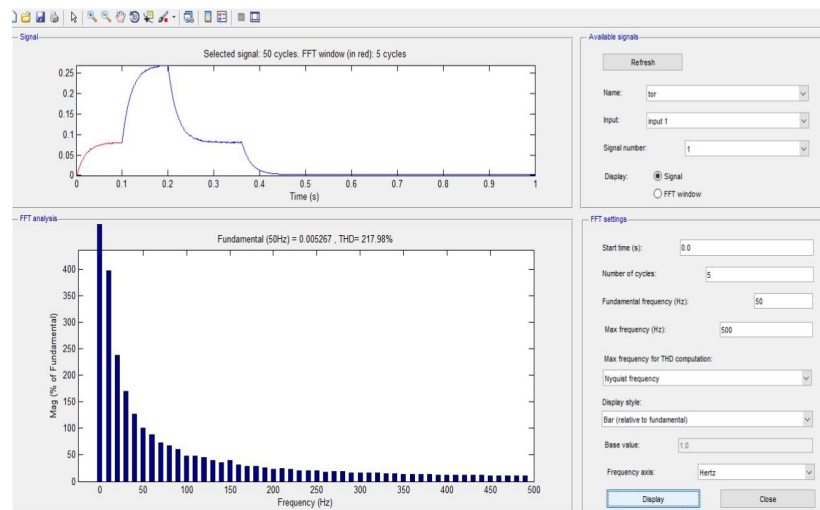 Signal
Selected signal: 50 cycles. FFT window (in red): 5 cycles
0.25
0.2
0.15
0.1
0.05
0
0 0.1 0.2 0.3 0.4 0.5 0.6 0.7 0.8 0.9 1
Time (s)
FFT analysis
Fundamental (50Hz) = 0.005267 , THD= 217.98%
Mag (% of Fundamental)
400
350
300
250
200
150
100
50
0
0 50 100 150 200 250 300 350 400 450 500
Frequency (Hz)
Available signals
Refresh
Name: tor
Input: input 1
Signal number: 1
Display: Signal
FFT window
FFT settings
Start time (s): 0.0
Number of cycles: 5
Fundamental frequency (Hz): 50
Max frequency (Hz): 500
Max frequency for THD computation:
Nyquist frequency
Display style:
Bar (relative to fundamental)
Base value: 1.0
Frequency axis: Hertz
Display Close